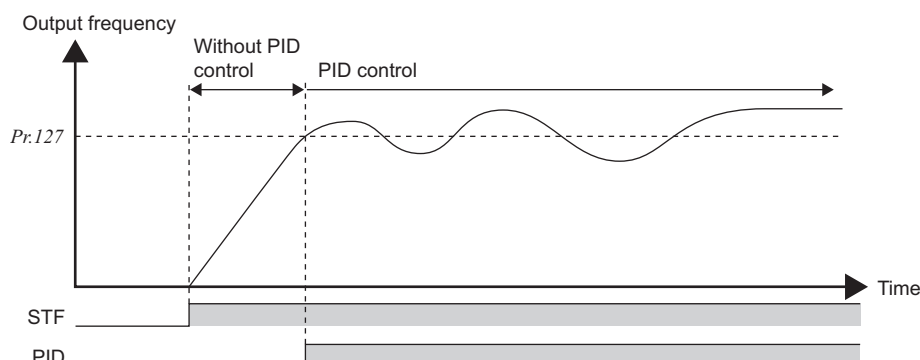 Output frequency
Without PID
control
PID control
Pr.127
Time
STF
PID